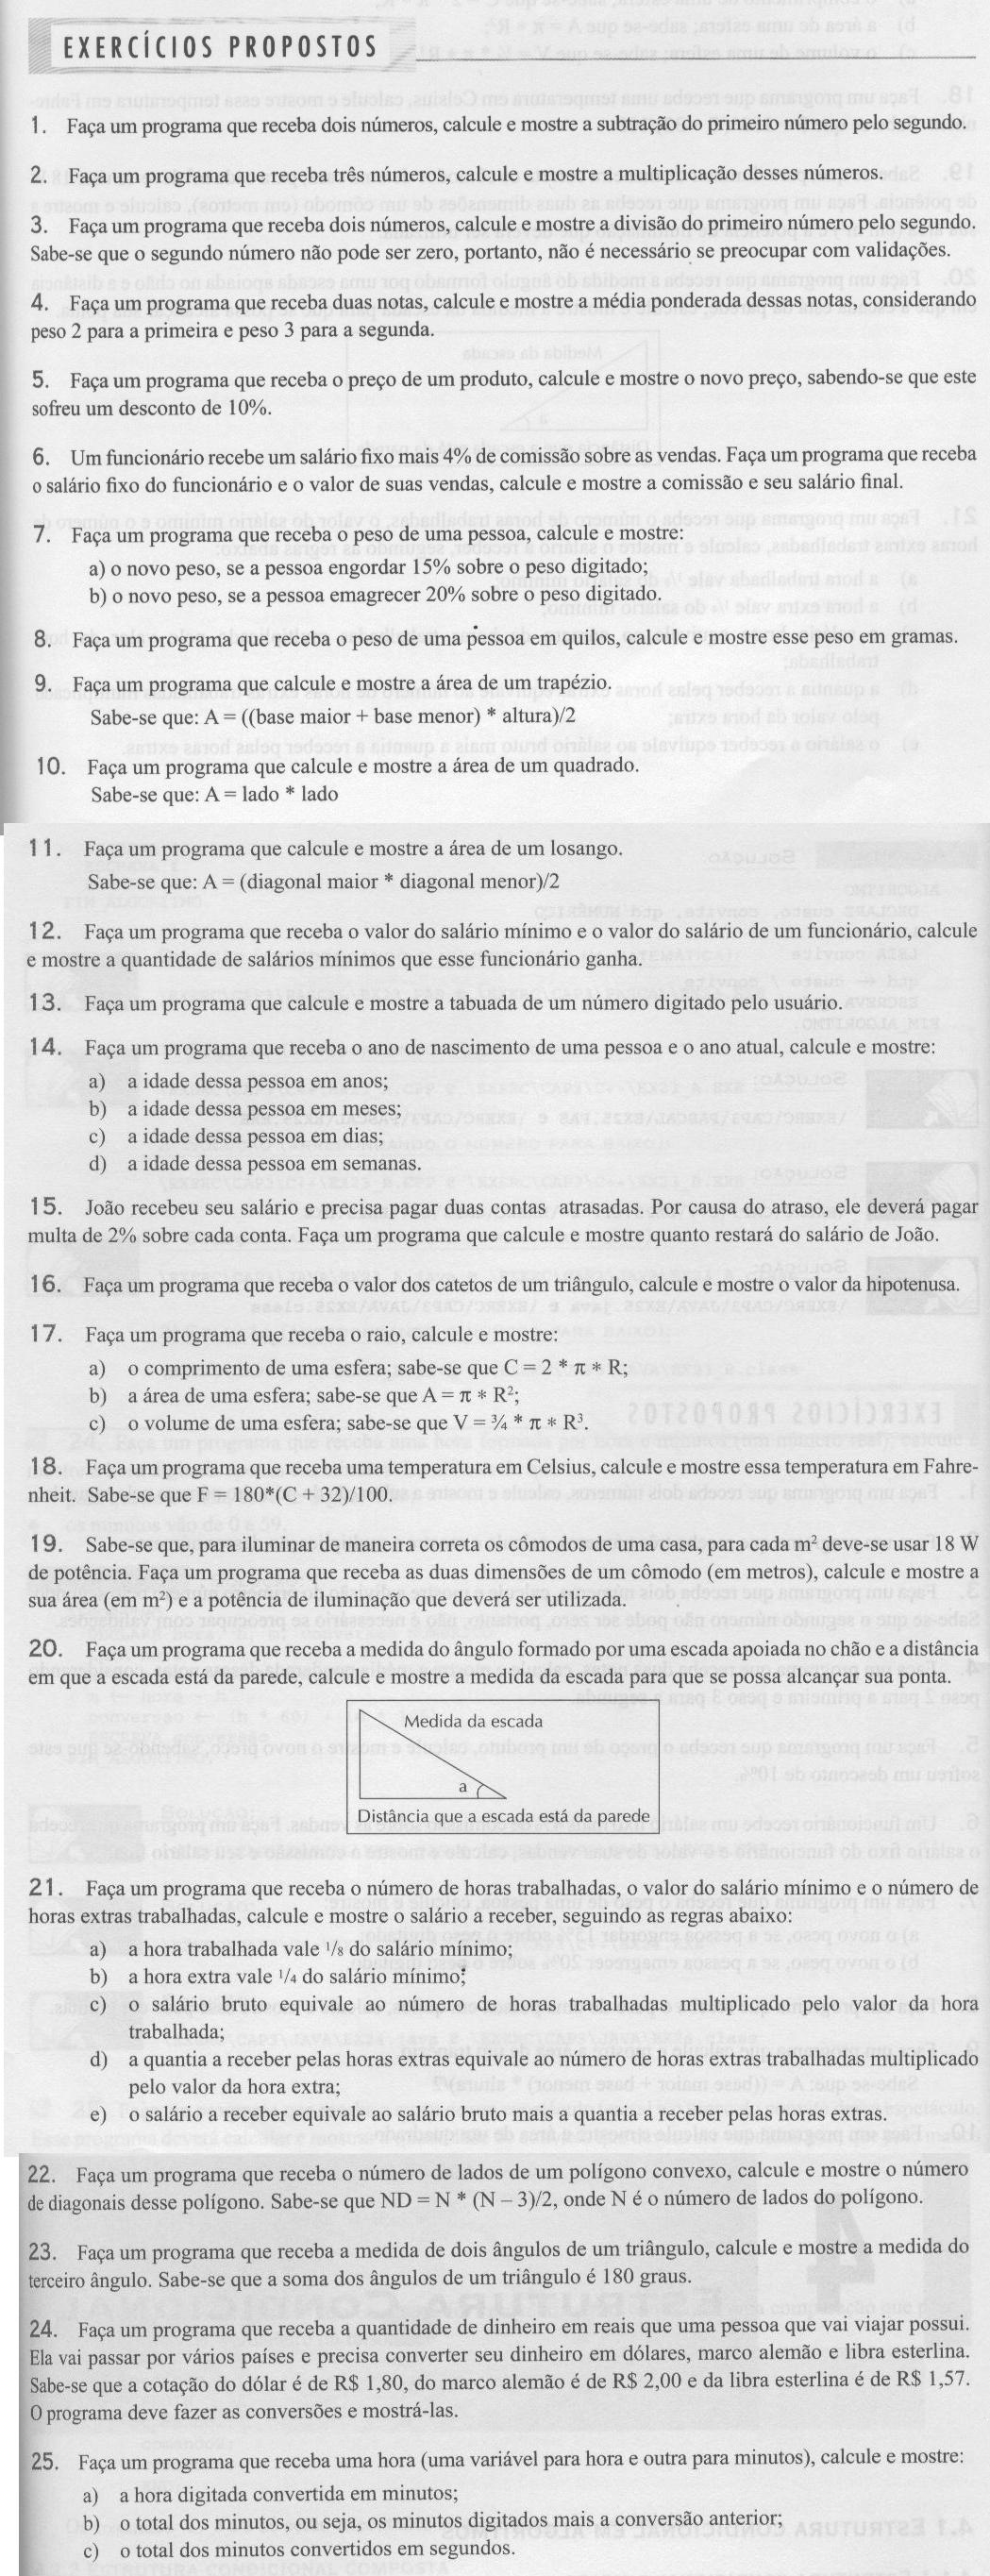 EXERCÍCIOS PROPOSTOS
1. Faça um programa que receba dois números, calcule e mostre a subtração do primeiro número pelo segundo.
2. Faça um programa que receba três números, calcule e mostre a multiplicação desses números.
3. Faça um programa que receba dois números, calcule e mostre a divisão do primeiro número pelo segundo.
Sabe-se que o segundo número não pode ser zero, portanto, não é necessário se preocupar com validações.
4. Faça um programa que receba duas notas, calcule e mostre a média ponderada dessas notas, considerando
peso 2 para a primeira e peso 3 para a segunda.
5. Faça um programa que receba o preço de um produto, calcule e mostre o novo preço, sabendo-se que este
sofreu um desconto de 10%.
6. Um funcionário recebe um salário fixo mais 4% de comissão sobre as vendas. Faça um programa que receba
o salário fixo do funcionário e o valor de suas vendas, calcule e mostre a comissão e seu salário final.
7. Faça um programa que receba o peso de uma pessoa, calcule e mostre:
a) o novo peso, se a pessoa engordar 15% sobre o peso digitado;
b) o novo peso, se a pessoa emagrecer 20% sobre o peso digitado.
8. Faça um programa que receba o peso de uma pessoa em quilos, calcule e mostre esse peso em gramas.
9. Faça um programa que calcule e mostre a área de um trapézio.
Sabe-se que: A = ((base maior + base menor) * altura)/2
10. Faça um programa que calcule e mostre a área de um quadrado.
Sabe-se que: A = lado * lado
11. Faça um programa que calcule e mostre a área de um losango.
Sabe-se que: A = (diagonal maior * diagonal menor)/2
12. Faça um programa que receba o valor do salário mínimo e o valor do salário de um funcionário, calcule
e mostre a quantidade de salários mínimos que esse funcionário ganha.
13. Faça um programa que calcule e mostre a tabuada de um número digitado pelo usuário.
14. Faça um programa que receba o ano de nascimento de uma pessoa e o ano atual, calcule e mostre:
a) a idade dessa pessoa em anos;
b) a idade dessa pessoa em meses;
c) a idade dessa pessoa em dias;
d) a idade dessa pessoa em semanas.
15. João recebeu seu salário e precisa pagar duas contas atrasadas. Por causa do atraso, ele deverá pagar
multa de 2% sobre cada conta. Faça um programa que calcule e mostre quanto restará do salário de João.
16. Faça um programa que receba o valor dos catetos de um triângulo, calcule e mostre o valor da hipotenusa.
17. Faça um programa que receba o raio, calcule e mostre:
a) o comprimento de uma esfera; sabe-se que C = 2 * π * R;
b) a área de uma esfera; sabe-se que A = π * R²;
c) o volume de uma esfera; sabe-se que V = ¾ * π * R³.
18. Faça um programa que receba uma temperatura em Celsius, calcule e mostre essa temperatura em Fahre-
nheit. Sabe-se que F = 180*(C + 32)/100.
19. Sabe-se que, para iluminar de maneira correta os cômodos de uma casa, para cada m² deve-se usar 18 W
de potência. Faça um programa que receba as duas dimensões de um cômodo (em metros), calcule e mostre a
sua área (em m²) e a potência de iluminação que deverá ser utilizada.
20. Faça um programa que receba a medida do ângulo formado por uma escada apoiada no chão e a distância
em que a escada está da parede, calcule e mostre a medida da escada para que se possa alcançar sua ponta.
Medida da escada
a
Distância que a escada está da parede
21. Faça um programa que receba o número de horas trabalhadas, o valor do salário mínimo e o número de
horas extras trabalhadas, calcule e mostre o salário a receber, seguindo as regras abaixo:
a) a hora trabalhada vale 1/8 do salário mínimo;
b) a hora extra vale 1/4 do salário mínimo;
c) o salário bruto equivale ao número de horas trabalhadas multiplicado pelo valor da hora
trabalhada;
d) a quantia a receber pelas horas extras equivale ao número de horas extras trabalhadas multiplicado
pelo valor da hora extra;
e) o salário a receber equivale ao salário bruto mais a quantia a receber pelas horas extras.
22. Faça um programa que receba o número de lados de um polígono convexo, calcule e mostre o número
de diagonais desse polígono. Sabe-se que ND = N * (N – 3)/2, onde N é o número de lados do polígono.
23. Faça um programa que receba a medida de dois ângulos de um triângulo, calcule e mostre a medida do
terceiro ângulo. Sabe-se que a soma dos ângulos de um triângulo é 180 graus.
24. Faça um programa que receba a quantidade de dinheiro em reais que uma pessoa que vai viajar possui.
Ela vai passar por vários países e precisa converter seu dinheiro em dólares, marco alemão e libra esterlina.
Sabe-se que a cotação do dólar é de R$ 1,80, do marco alemão é de R$ 2,00 e da libra esterlina é de R$ 1,57.
O programa deve fazer as conversões e mostrá-las.
25. Faça um programa que receba uma hora (uma variável para hora e outra para minutos), calcule e mostre:
a) a hora digitada convertida em minutos;
b) o total dos minutos, ou seja, os minutos digitados mais a conversão anterior;
c) o total dos minutos convertidos em segundos.